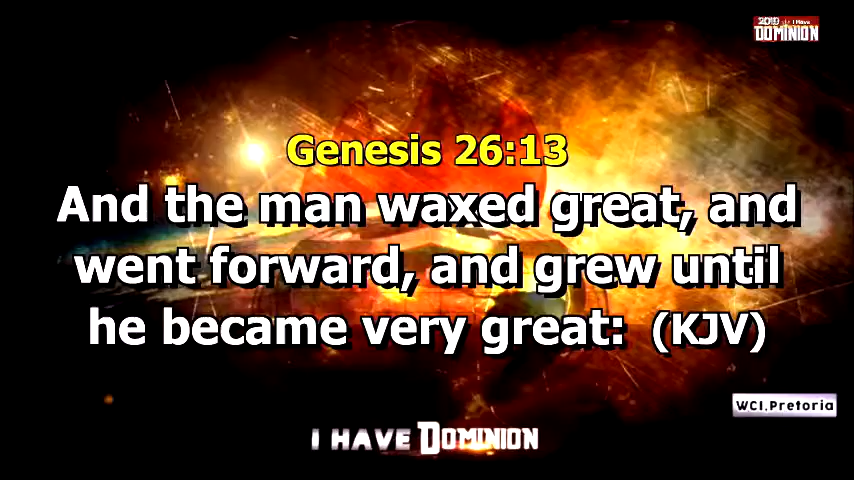 2019 I Have
DOMINION
Genesis 26:13
And the man waxed great, and
went forward, and grew until
he became very great: (KJV)
WCI,Pretoria
I HAVE DOMINION